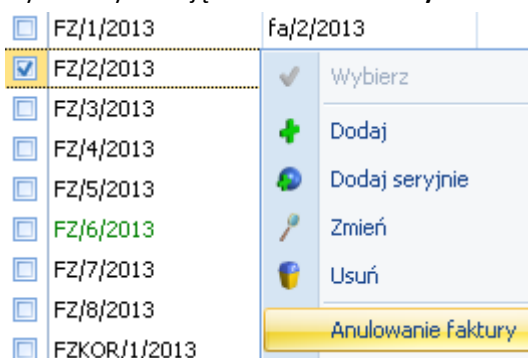 FZ/1/2013 fa/2/2013
FZ/2/2013
Wybierz
FZ/3/2013
Dodaj
FZ/4/2013
Dodaj seryjnie
FZ/5/2013
FZ/6/2013 Zmień
FZ/7/2013 Usuń
FZ/8/2013
Anulowanie faktury
FZKOR/1/2013